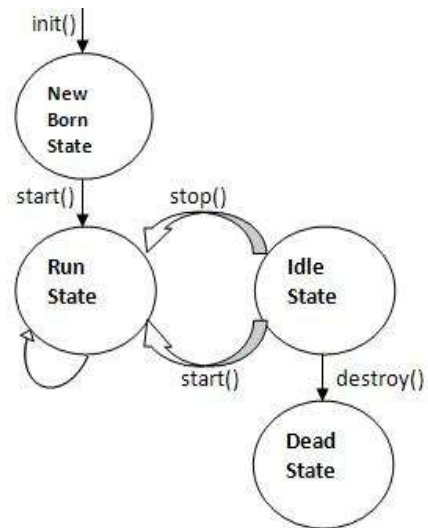 init()
New
Born
State
start()
stop()
Run
State
Idle
State
start()
destroy()
Dead
State